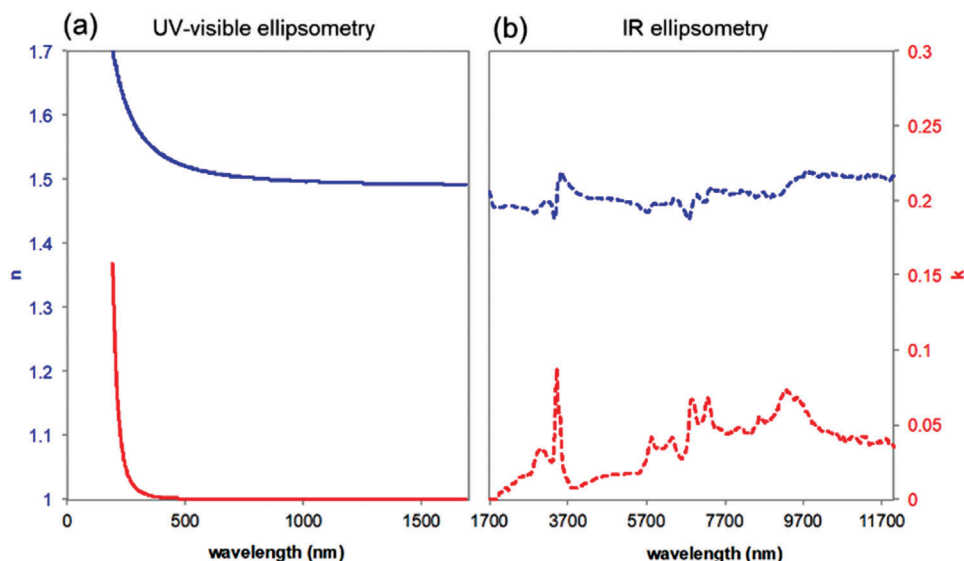 (a) UV-visible ellipsometry
(b) IR ellipsometry
1.7
1.6
1.5
1.4
1.3
1.2
1.1
1
n
0 500 1000 1500
wavelength (nm)
0.3
0.25
0.2
0.15
0.1
0.05
0
k
1700 3700 5700 7700 9700 11700
wavelength (nm)